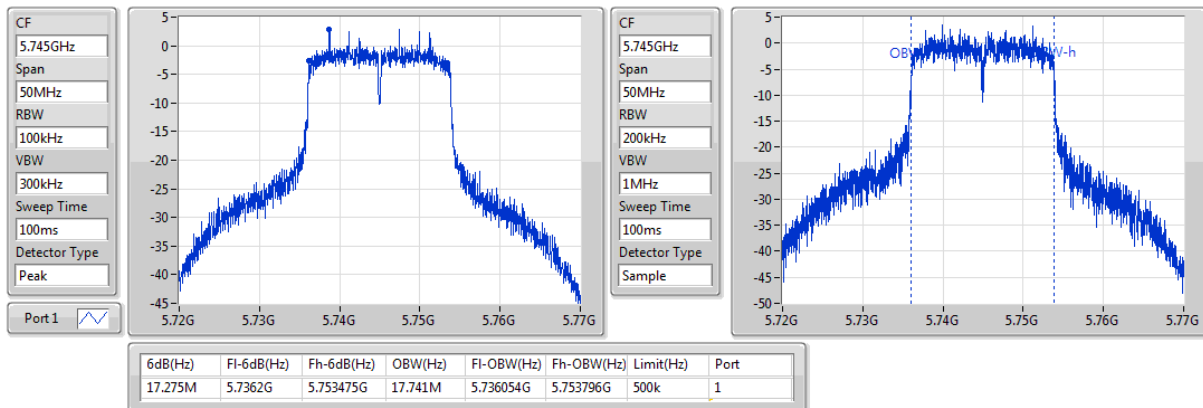 CF
5.745GHz
Span
50MHz
RBW
100kHz
VBW
300kHz
Sweep Time
100ms
Detector Type
Peak
Port 1
5
0
-5
-10
-15
-20
-25
-30
-35
-40
-45
5.72G 5.73G 5.74G 5.75G 5.76G 5.77G
CF
5.745GHz
Span
50MHz
RBW
200kHz
VBW
1MHz
Sweep Time
100ms
Detector Type
Sample
5
0
-5
-10
-15
-20
-25
-30
-35
-40
-45
-50
5.72G 5.73G 5.74G 5.75G 5.76G 5.77G
6dB(Hz) Fl-6dB(Hz) Fh-6dB(Hz) OBW(Hz) Fl-OBW(Hz) Fh-OBW(Hz) Limit(Hz) Port
17.275M 5.7362G 5.753475G 17.741M 5.736054G 5.753796G 500k 1